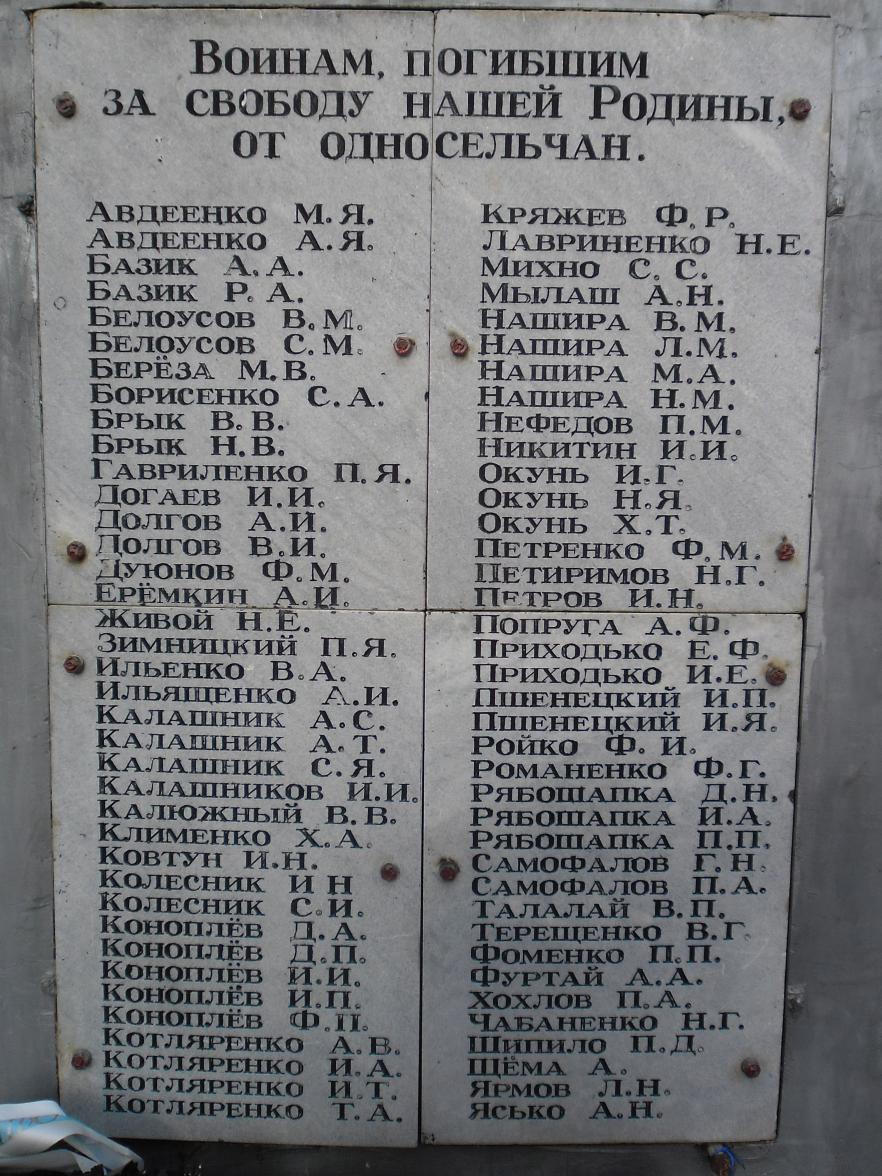 Воинам, погибшим
за свободу нашей Родины,
от односельчан.
Авдеенко М.Я.
Авдеенко А.Я.
Базик А.А.
Базик Р.А.
Белоусов В.М.
Белоусов С.М.
Берёза М.В.
Борисенко С.А.
Брык В.В.
Брык Н.В.
Гавриленко П.Я.
Догаев И.И.
Долгов А.И.
Долгов В.И.
Дуюнов Ф.М.
Ерёмкин А.И.
Живой Н.Е.
Зимницкий П.Я.
Ильенко В.А.
Ильященко А.И.
Калашник А.С.
Калашник А.Т.
Калашник С.Я.
Калашников И.И.
Калюжный В.В.
Клименко Х.А.
Ковтун И.Н.
Колесник И Н
Колесник С.И.
Коноплёв Д.А.
Коноплёв Д.П.
Коноплёв И.И.
Коноплёв И.П.
Коноплёв Ф.П.
Котляренко А.В.
Котляренко И.А.
Котляренко И.Т.
Котляренко Т.А.
Кряжев Ф.Р.
Лавриненко Н.Е.
Михно С.С.
Мылаш А.Н.
Нашира В.М.
Нашира Л.М.
Нашира М.А.
Нашира Н.М.
Нефедов П.М.
Никитин И.И.
Окунь И.Г.
Окунь Н.Я.
Окунь Х.Т.
Петренко Ф.М.
Петиримов Н.Г.
Петров И.Н.
Попруга А.Ф.
Приходько Е.Ф.
Приходько И.Е.
Пшенецкий И.П.
Пшенецкий И.Я.
Ройко Ф.И.
Романенко Ф.Г.
Рябошапка Д.Н.
Рябошапка И.А.
Рябошапка П.П.
Самофалов Г.Н.
Самофалов П.А.
Талалай В.П.
Терещенко В.Г.
Фоменко П.П.
Фуртай А.А.
Хохлов П.А.
Чабаненко Н.Г.
Шипило П.Д.
Щёма А.
Ярмов Л.Н.
Ясько А.Н.